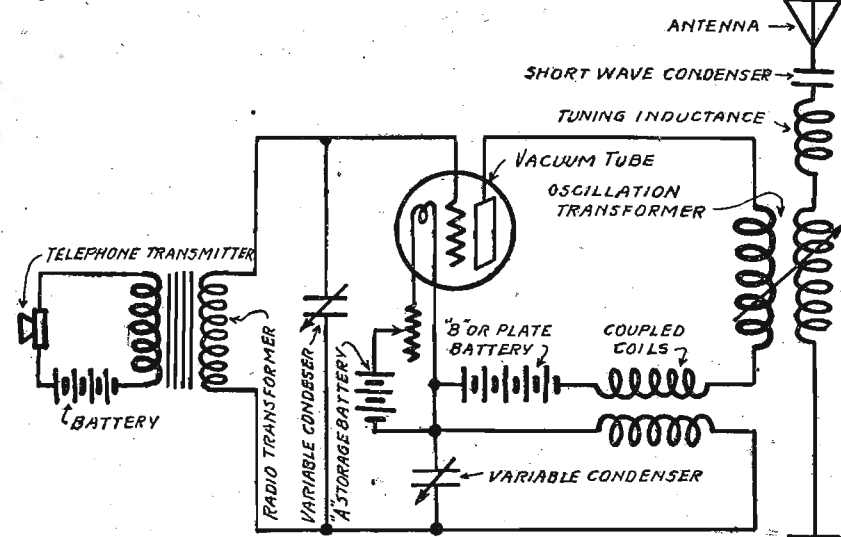 ANTENNA
SHORT WAVE CONDENSER
TUNING INDUCTANCE
VACUUM TUBE
OSCILLATION
TRANSFORMER
TELEPHONE TRANSMITTER
"B" OR PLATE
BATTERY
COUPLED
COILS
BATTERY
RADIO TRANSFORMER
VARIABLE CONDESER
"A" STORAGE BATTERY
VARIABLE CONDENSER